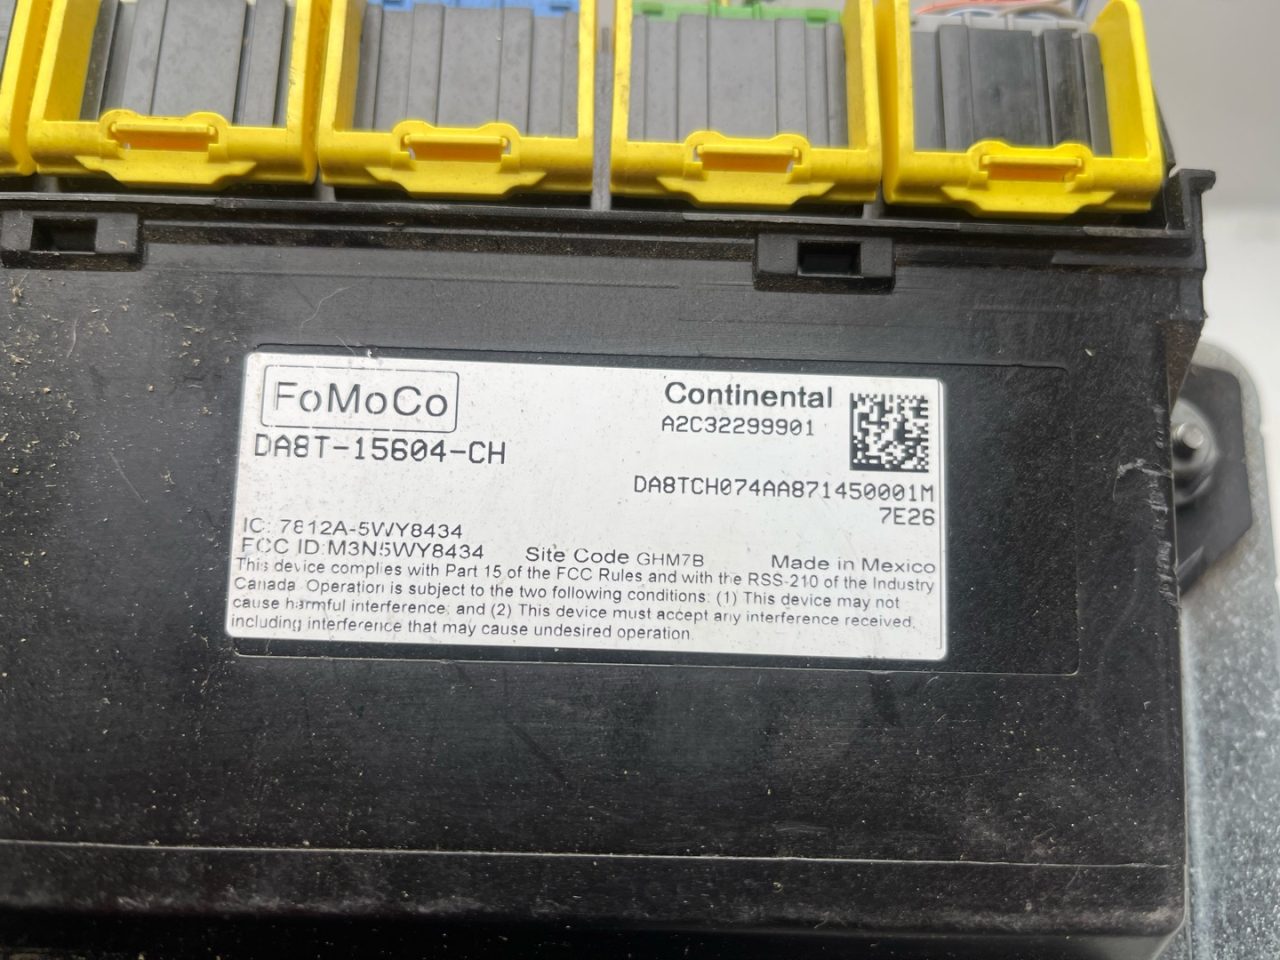 FoMoCo
DA8T-15604-CH
Continental
A2C32299901
DA8TCH074AA871450001M
7E26
IC: 7812A-5WY8434
FCC ID:M3N5WY8434 Site Code GHM7B Made in Mexico
This device complies with Part 15 of the FCC Rules and with the RSS-210 of the Industry
Canada. Operation is subject to the two following conditions: (1) This device may not
cause harmful interference, and (2) This device must accept any interference received,
including interference that may cause undesired operation.